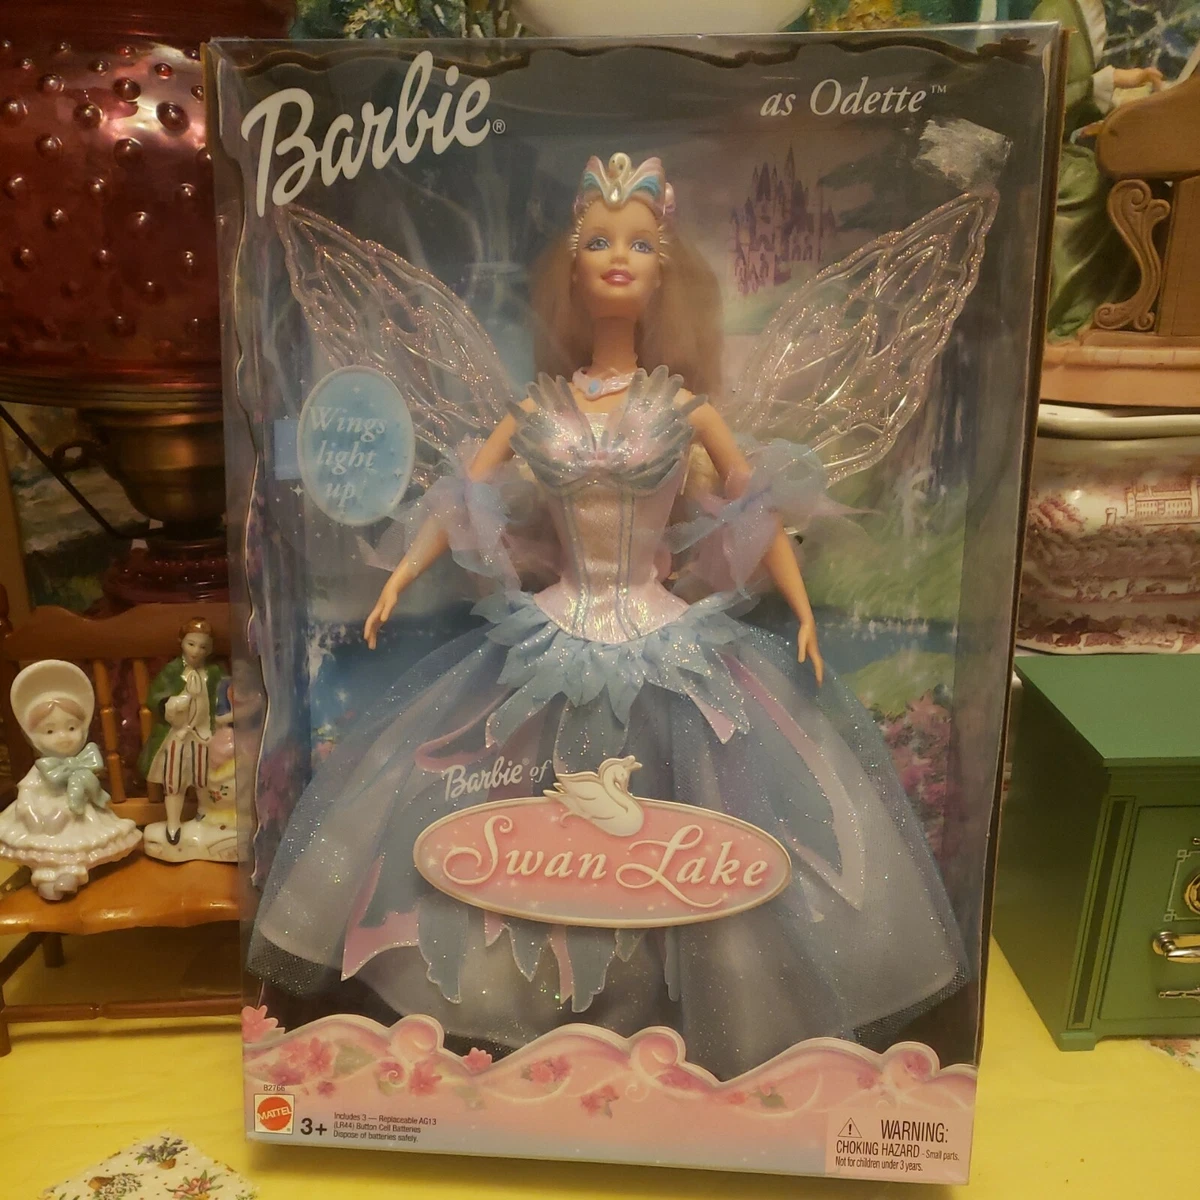 Barbie®
as Odette™
Wings
light
up!
Barbie® of
Swan Lake
B2766
MATTEL
3+
Includes 3 — Replaceable AG13
(LR44) Button Cell Batteries
Dispose of batteries safely.
WARNING:
CHOKING HAZARD - Small parts.
Not for children under 3 years.